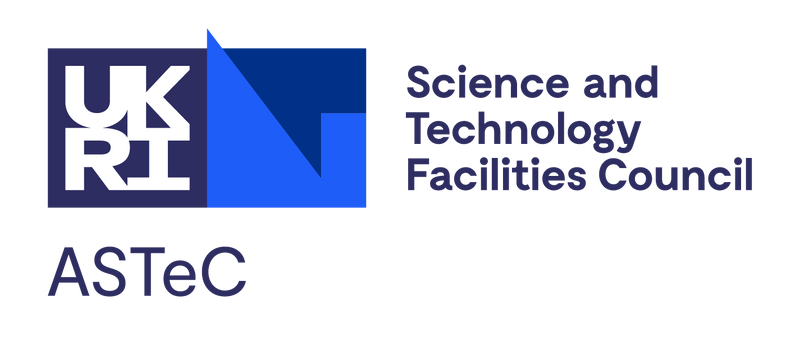 UK
RI
Science and
Technology
Facilities Council
ASTeC